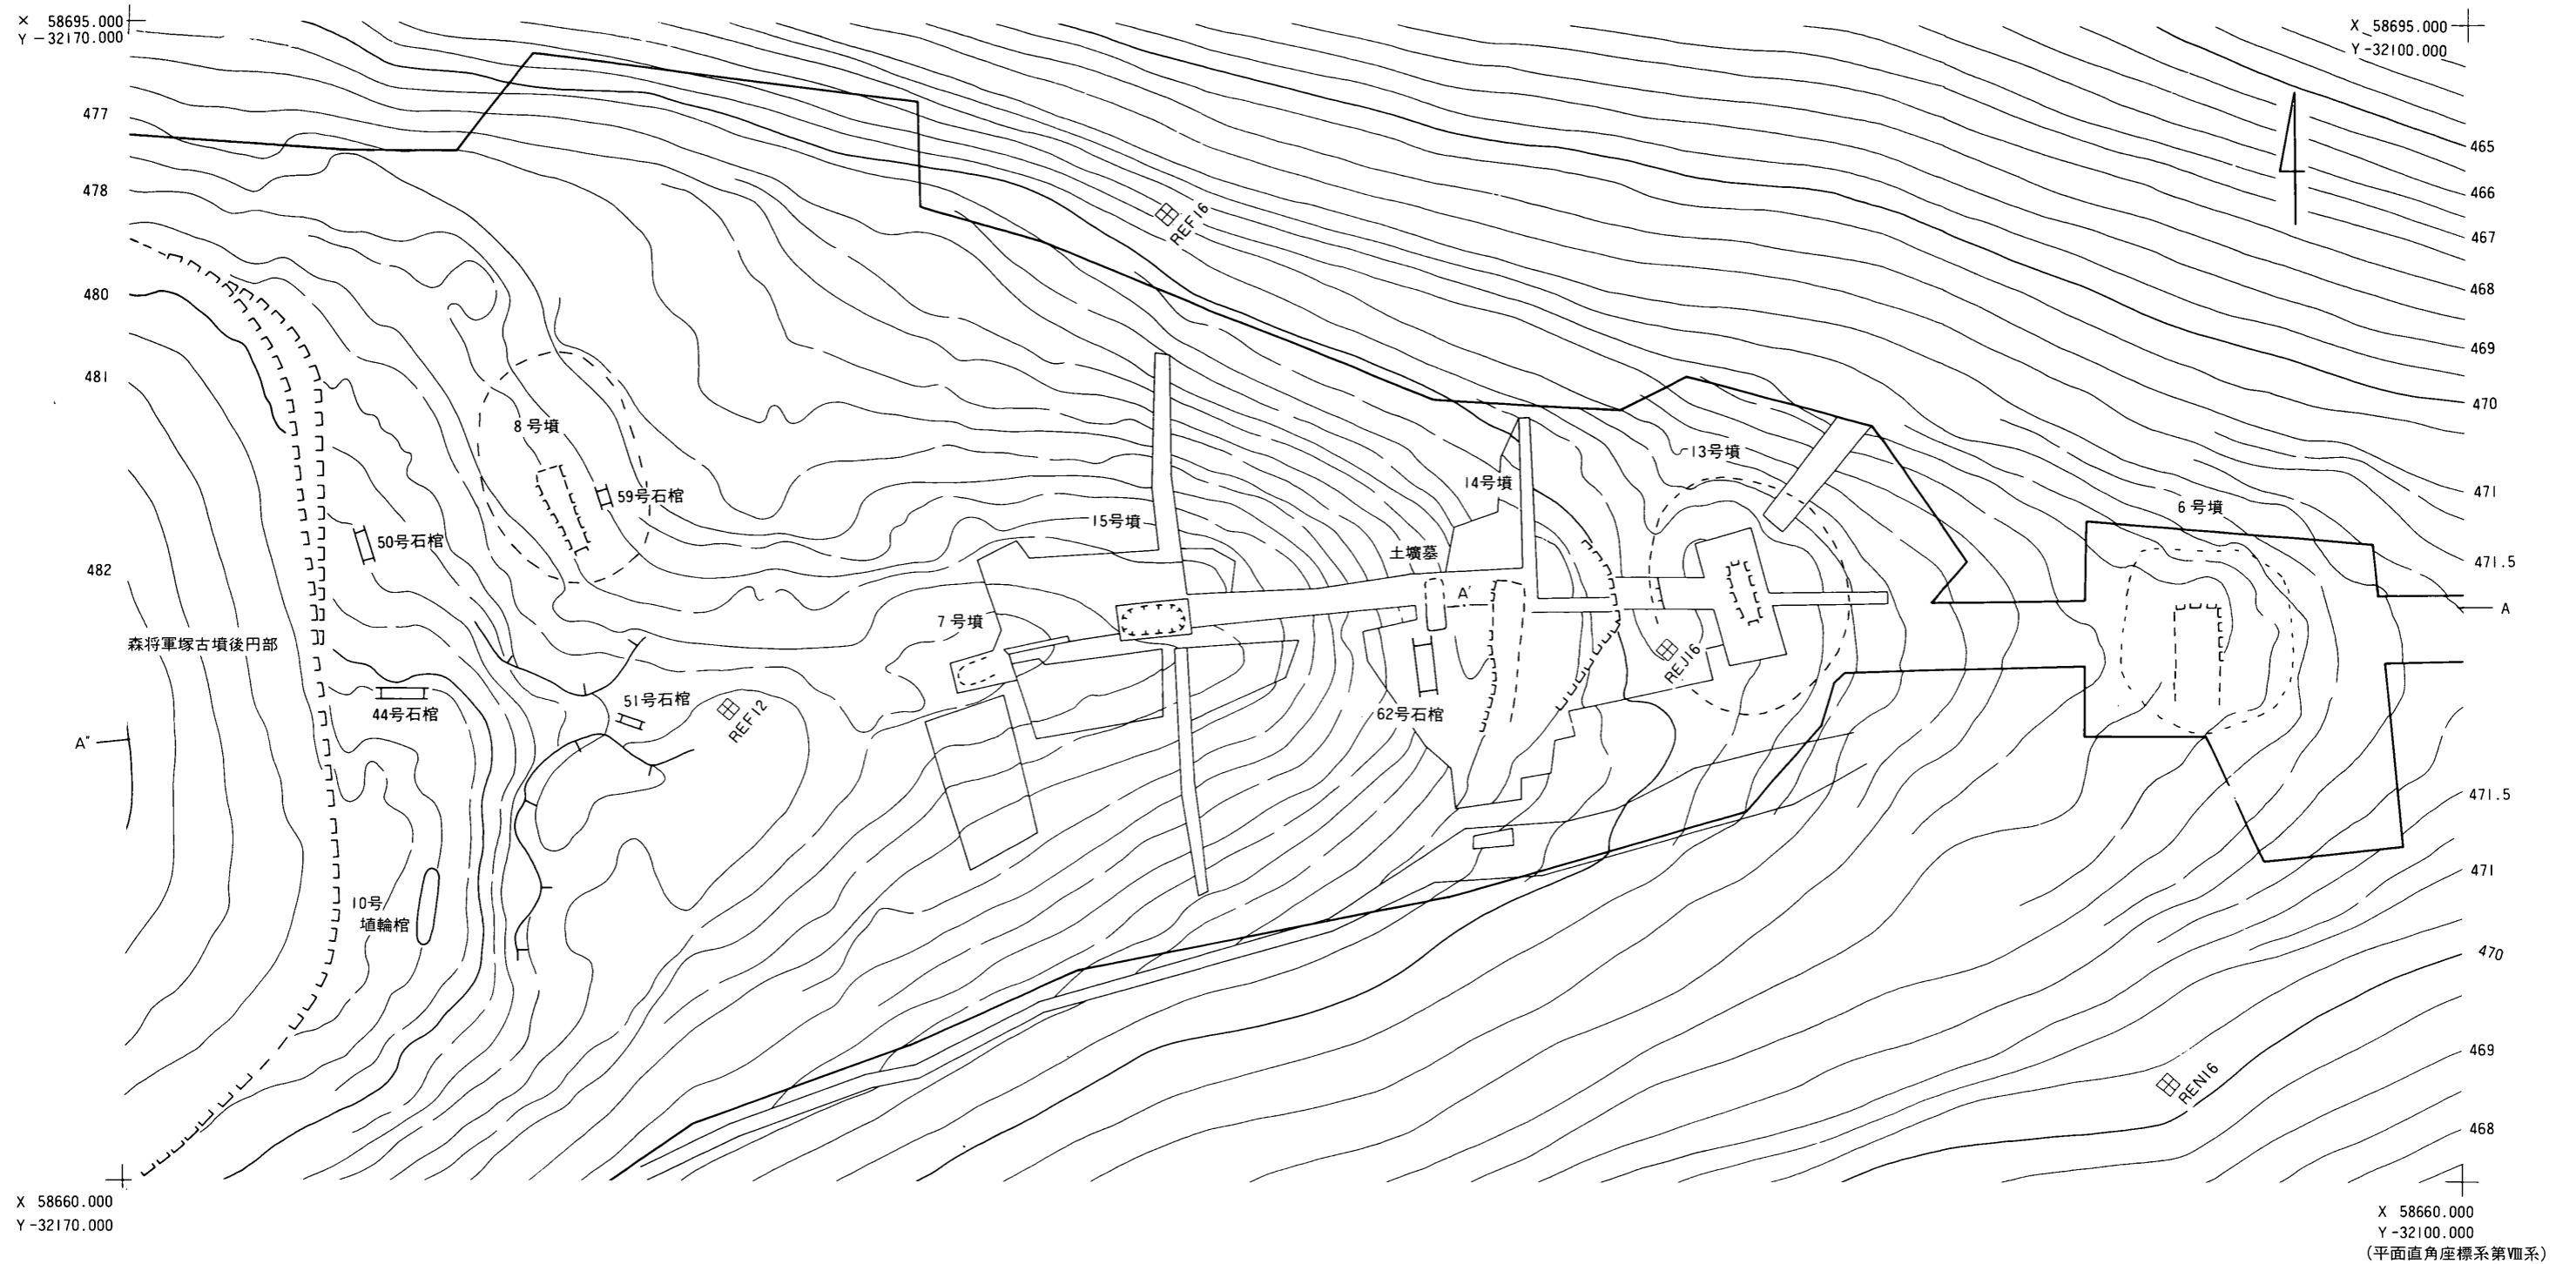 X 58695.000
Y -32170.000
X 58695.000
Y -32100.000
477
478
480
481
482
465
466
467
468
469
470
471
471.5
A
471.5
471
470
469
468
REF16
8号墳
59号石棺
50号石棺
15号墳
7号墳
土壙墓
A′
14号墳
13号墳
6号墳
森将軍塚古墳後円部
44号石棺
51号石棺
REF12
62号石棺
REJ16
A″
10号
埴輪棺
REN16
X 58660.000
Y -32170.000
X 58660.000
Y -32100.000
(平面直角座標系第Ⅷ系)